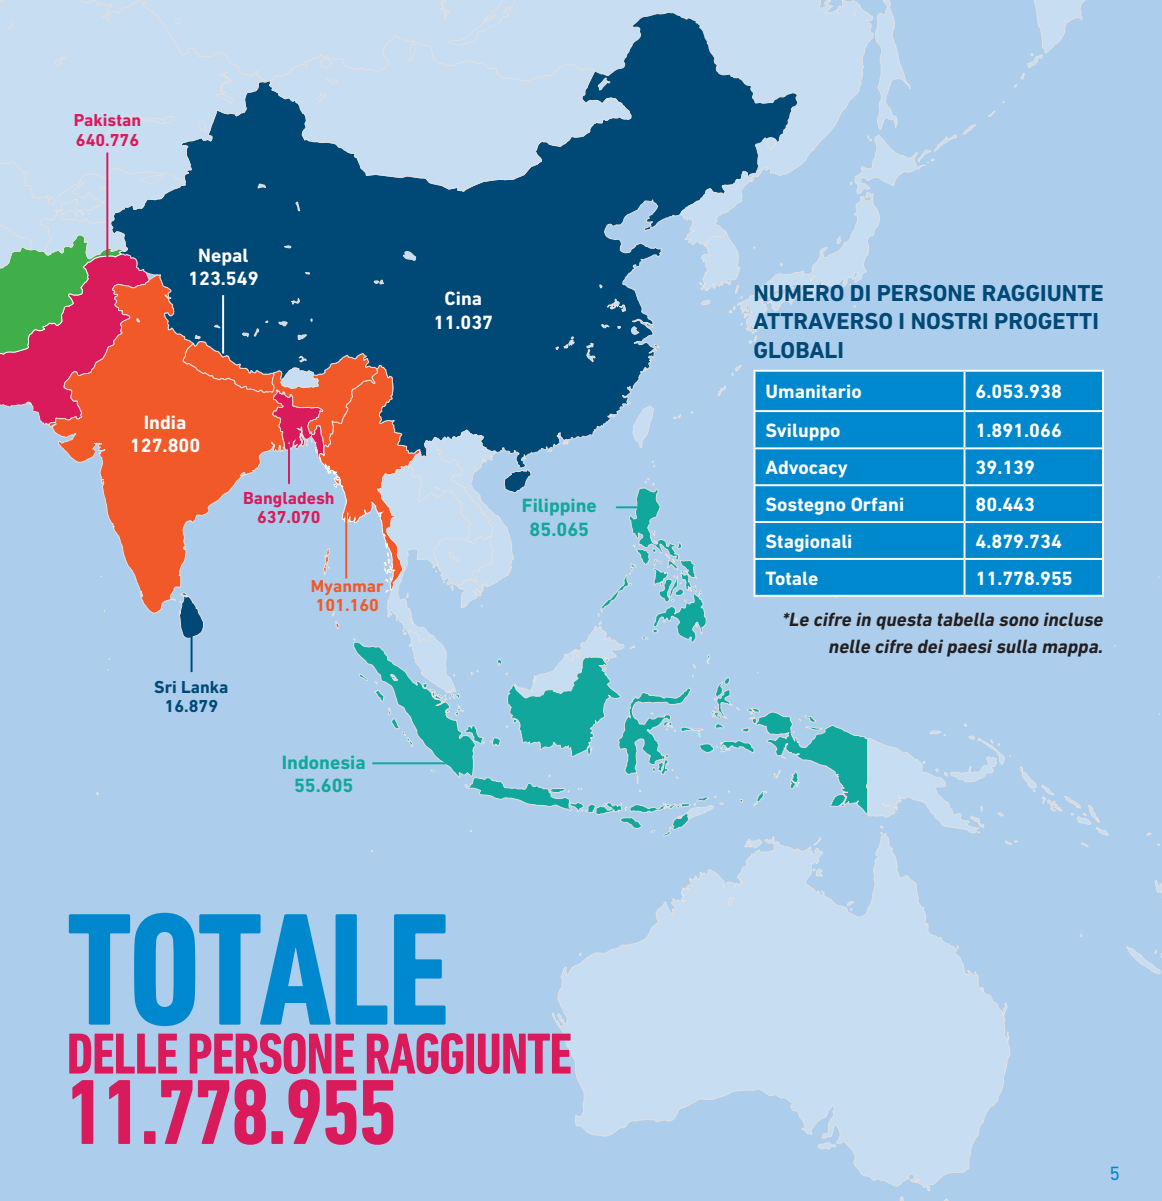 Pakistan
640.776
Nepal
123.549
Cina
11.037
India
127.800
Bangladesh
637.070
Myanmar
101.160
Filippine
85.065
Sri Lanka
16.879
Indonesia
55.605
NUMERO DI PERSONE RAGGIUNTE
ATTRAVERSO I NOSTRI PROGETTI
GLOBALI
Umanitario 6.053.938
Sviluppo 1.891.066
Advocacy 39.139
Sostegno Orfani 80.443
Stagionali 4.879.734
Totale 11.778.955
*Le cifre in questa tabella sono incluse
nelle cifre dei paesi sulla mappa.
TOTALE
DELLE PERSONE RAGGIUNTE
11.778.955
5